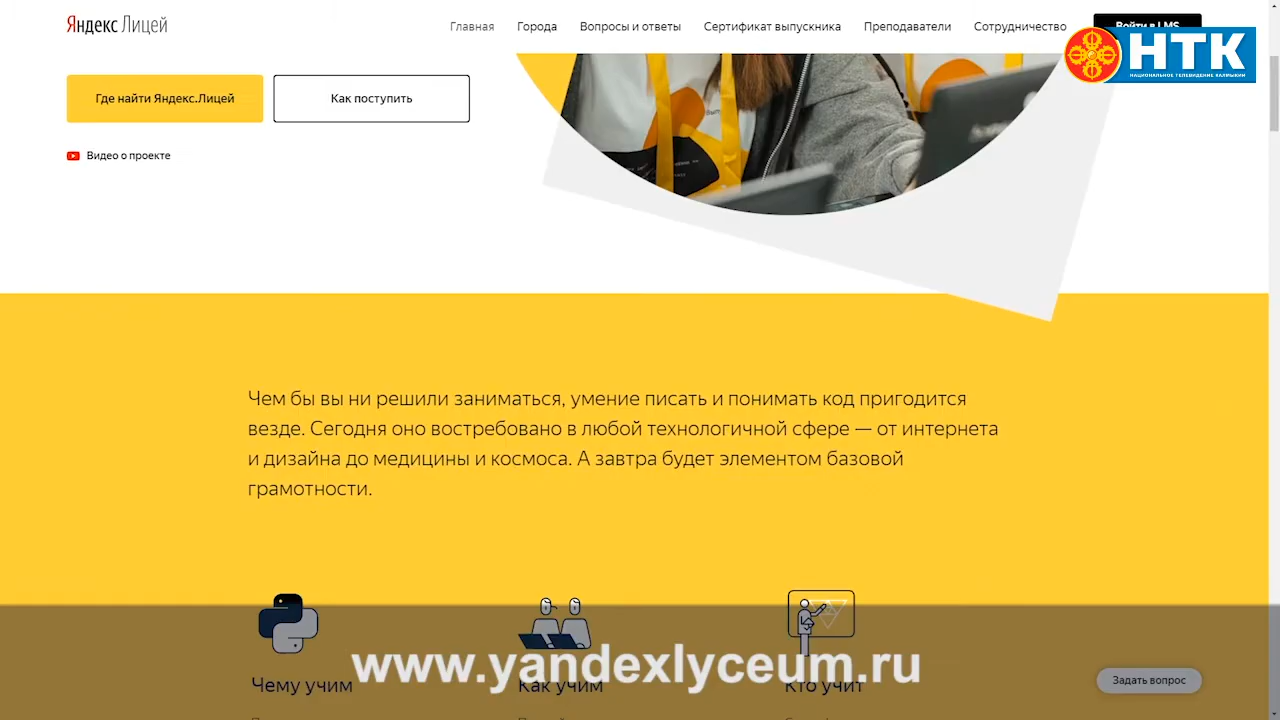 Яндекс Лицей
Главная
Города
Вопросы и ответы
Сертификат выпускника
Преподаватели
Сотрудничество
Войти в LMS
НТК
НАЦИОНАЛЬНОЕ ТЕЛЕВИДЕНИЕ КАЛМЫКИИ
Где найти Яндекс.Лицей
Как поступить
Видео о проекте
Чем бы вы ни решили заниматься, умение писать и понимать код пригодится
везде. Сегодня оно востребовано в любой технологичной сфере — от интернета
и дизайна до медицины и космоса. А завтра будет элементом базовой
грамотности.
Чему учим
Как учим
Кто учит
www.yandexlyceum.ru
Задать вопрос